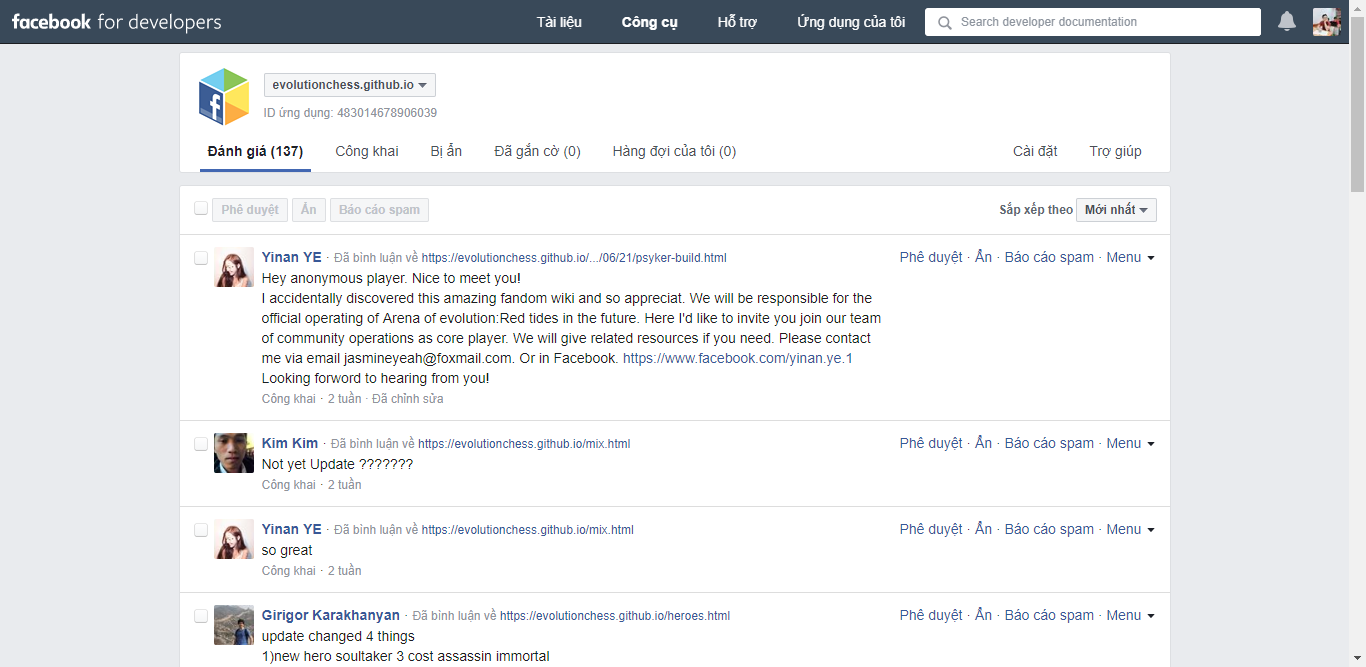 facebook for developers
Tài liệu Công cụ Hỗ trợ Ứng dụng của tôi Search developer documentation
evolutionchess.github.io
ID ứng dụng: 483014678906039
Đánh giá (137) Công khai Bị ẩn Đã gắn cờ (0) Hàng đợi của tôi (0) Cài đặt Trợ giúp
Phê duyệt Ẩn Báo cáo spam Sắp xếp theo Mới nhất
Yinan YE · Đã bình luận về https://evolutionchess.github.io/.../06/21/psyker-build.html Phê duyệt · Ẩn · Báo cáo spam · Menu
Hey anonymous player. Nice to meet you!
I accidentally discovered this amazing fandom wiki and so appreciat. We will be responsible for the
official operating of Arena of evolution:Red tides in the future. Here I'd like to invite you join our team
of community operations as core player. We will give related resources if you need. Please contact
me via email jasmineyeah@foxmail.com. Or in Facebook. https://www.facebook.com/yinan.ye.1
Looking forword to hearing from you!
Công khai · 2 tuần · Đã chỉnh sửa
Kim Kim · Đã bình luận về https://evolutionchess.github.io/mix.html Phê duyệt · Ẩn · Báo cáo spam · Menu
Not yet Update ???????
Công khai · 2 tuần
Yinan YE · Đã bình luận về https://evolutionchess.github.io/mix.html Phê duyệt · Ẩn · Báo cáo spam · Menu
so great
Công khai · 2 tuần
Girigor Karakhanyan · Đã bình luận về https://evolutionchess.github.io/heroes.html Phê duyệt · Ẩn · Báo cáo spam · Menu
update changed 4 things
1)new hero soultaker 3 cost assassin immortal